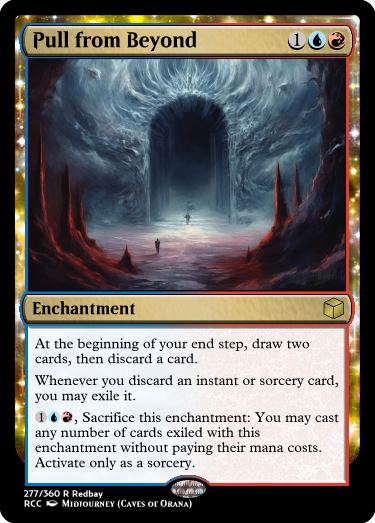 Pull from Beyond 1
Enchantment
At the beginning of your end step, draw two
cards, then discard a card.
Whenever you discard an instant or sorcery card,
you may exile it.
1, Sacrifice this enchantment: You may cast
any number of cards exiled with this
enchantment without paying their mana costs.
Activate only as a sorcery.
277/360 R Redbay
RCC Midjourney (Caves of Orana)